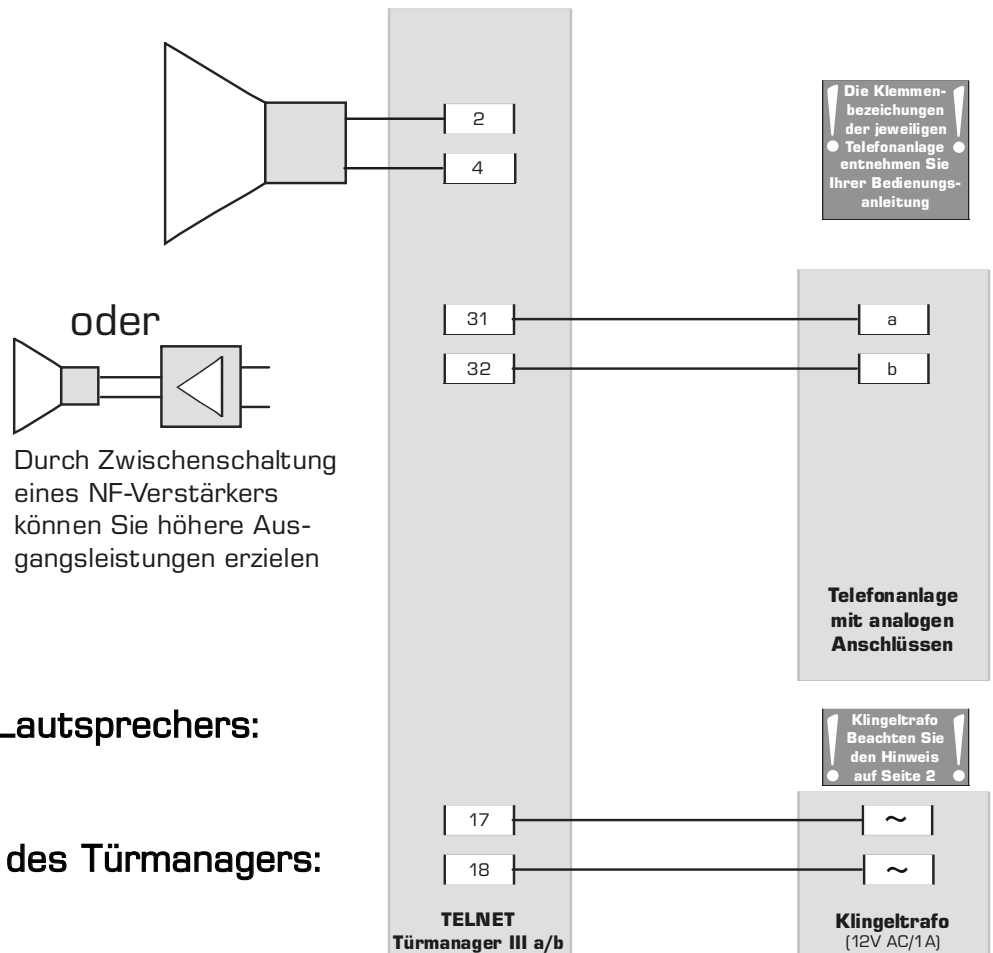 2
4
Die Klemmen-
bezeichungen
der jeweiligen
Telefonanlage
entnehmen Sie
Ihrer Bedienungs-
anleitung
oder
31
a
32
b
Durch Zwischenschaltung
eines NF-Verstärkers
können Sie höhere Aus-
gangsleistungen erzielen
Telefonanlage
mit analogen
Anschlüssen
Lautsprechers:
Klingeltrafo
Beachten Sie
den Hinweis
auf Seite 2
17
~
des Türmanagers:
18
~
TELNET
Türmanager III a/b
Klingeltrafo
(12V AC/1A)